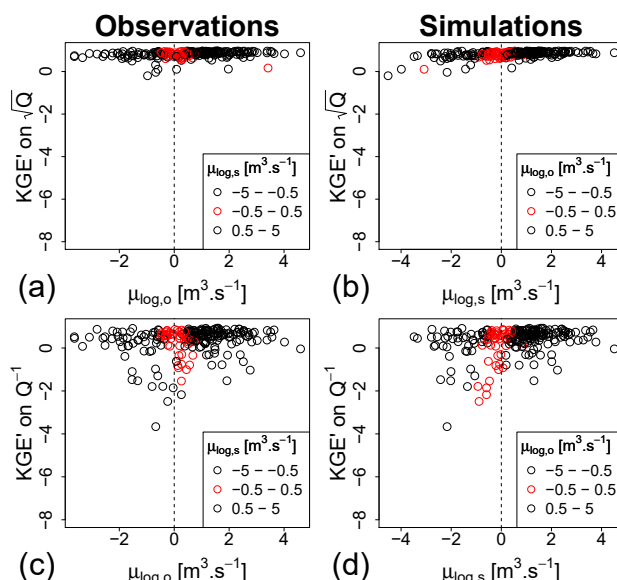 Observations Simulations
KGE' on √Q
0
−2
−4
−6
−8
μlog,s [m³.s⁻¹]
−5 − −0.5
−0.5 − 0.5
0.5 − 5
−2 0 2 4
(a)
μlog,o [m³.s⁻¹]
KGE' on √Q
0
−2
−4
−6
−8
μlog,o [m³.s⁻¹]
−5 − −0.5
−0.5 − 0.5
0.5 − 5
−4 −2 0 2 4
(b)
μlog,s [m³.s⁻¹]
KGE' on Q⁻¹
0
−2
−4
−6
−8
μlog,s [m³.s⁻¹]
−5 − −0.5
−0.5 − 0.5
0.5 − 5
−2 0 2 4
(c)
μlog,o [m³.s⁻¹]
KGE' on Q⁻¹
0
−2
−4
−6
−8
μlog,o [m³.s⁻¹]
−5 − −0.5
−0.5 − 0.5
0.5 − 5
−4 −2 0 2 4
(d)
μlog,s [m³.s⁻¹]